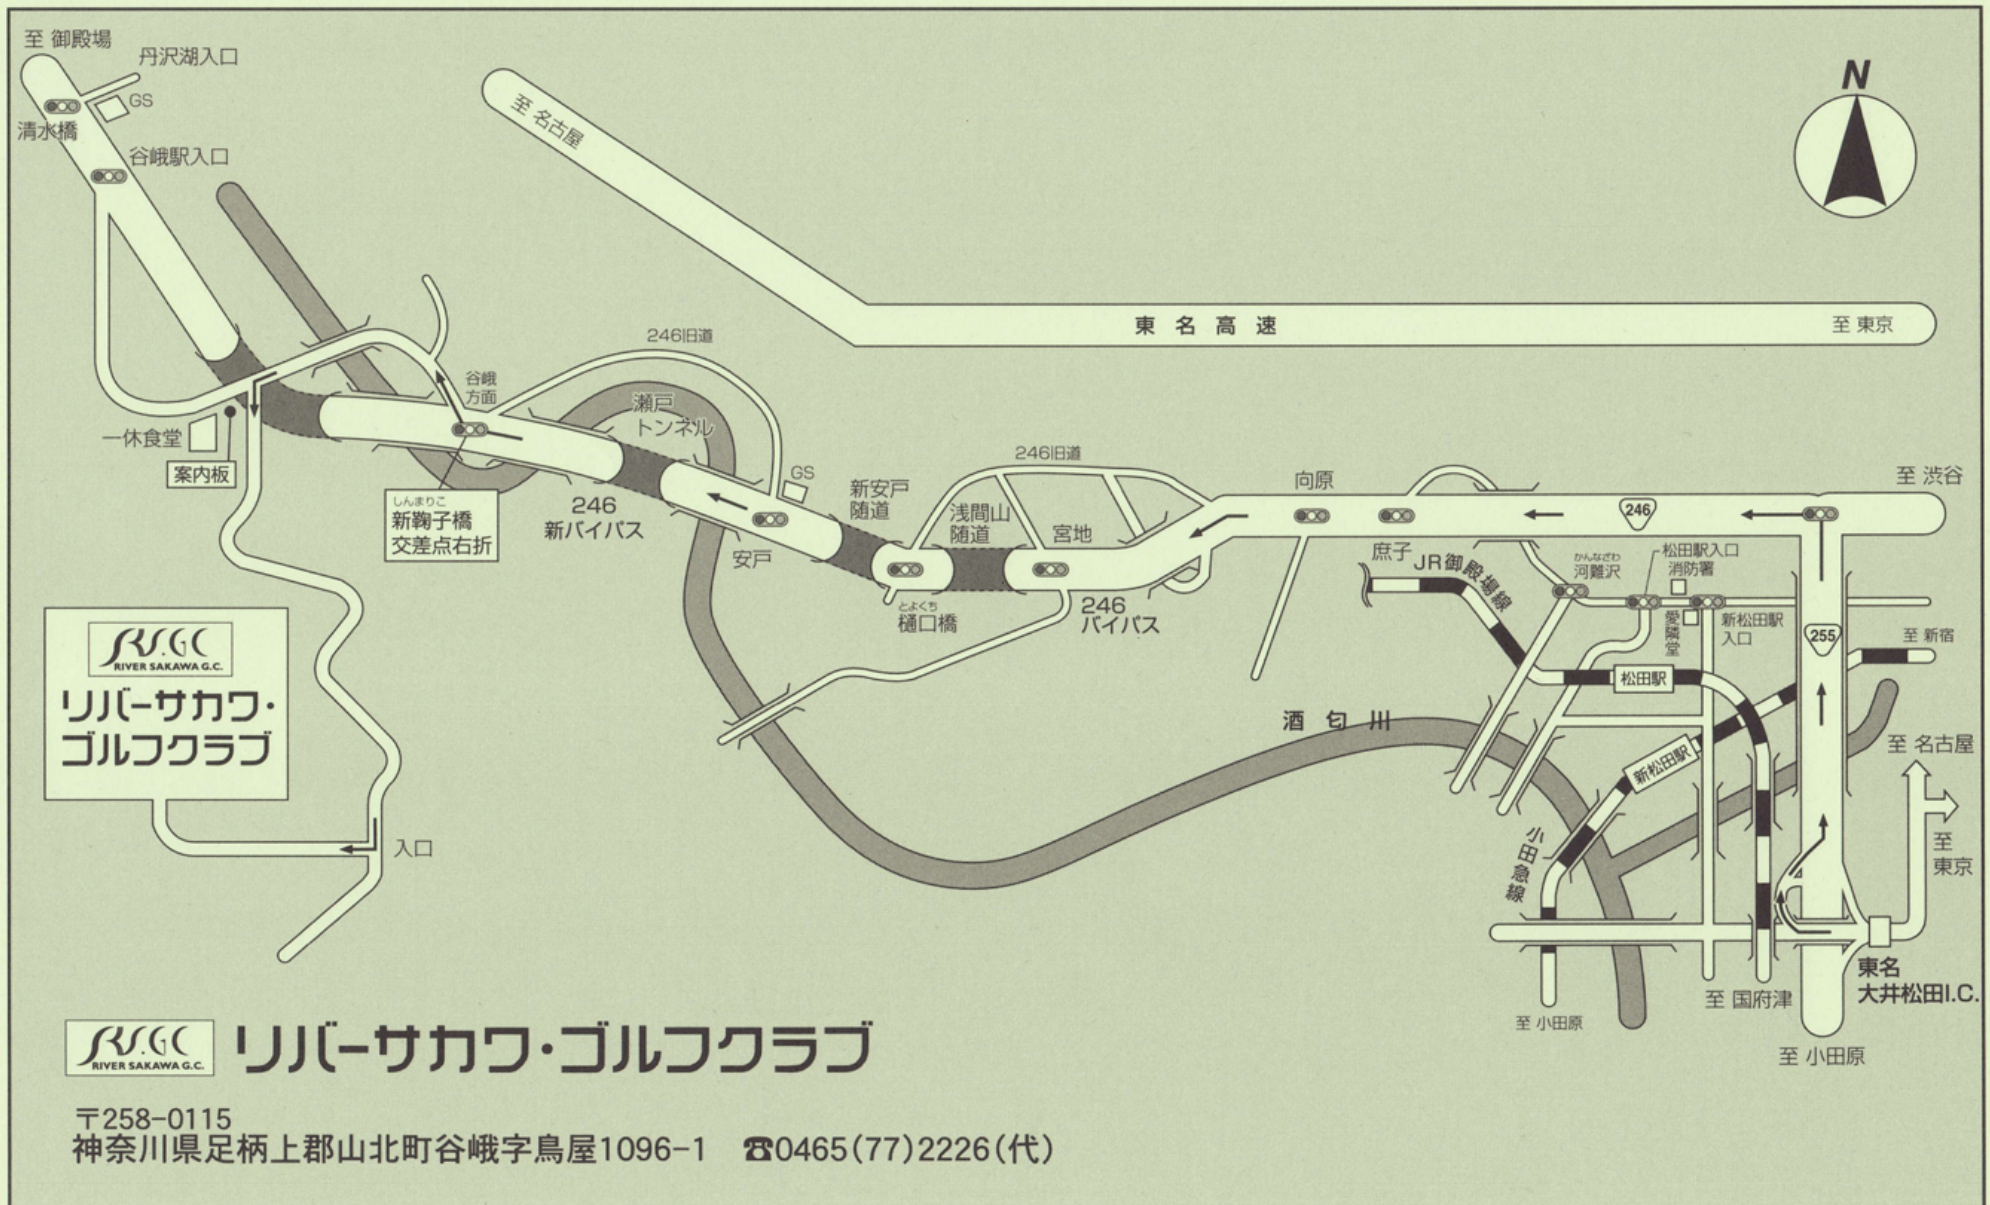 至 御殿場
丹沢湖入口
GS
清水橋
谷峨駅入口
至 名古屋
N
東名高速
至 東京
246旧道
谷峨
方面
瀬戸
トンネル
一休食堂
案内板
しんまりこ
新鞠子橋
交差点右折
246
新バイパス
GS
安戸
新安戸
随道
246旧道
浅間山
随道
宮地
とよくち
樋口橋
246
バイパス
向原
庶子
246
至 渋谷
JR御殿場線
かんなざわ
河難沢
松田駅入口
消防署
愛隣堂
新松田駅
入口
255
至 新宿
松田駅
酒匂川
新松田駅
小田急線
至 名古屋
至
東京
東名
大井松田I.C.
至 国府津
至 小田原
至 小田原
RS.GC
RIVER SAKAWA G.C.
リバーサカワ・
ゴルフクラブ
入口
RS.GC
RIVER SAKAWA G.C.
リバーサカワ・ゴルフクラブ
〒258-0115
神奈川県足柄上郡山北町谷峨字鳥屋1096-1 ☎0465(77)2226(代)